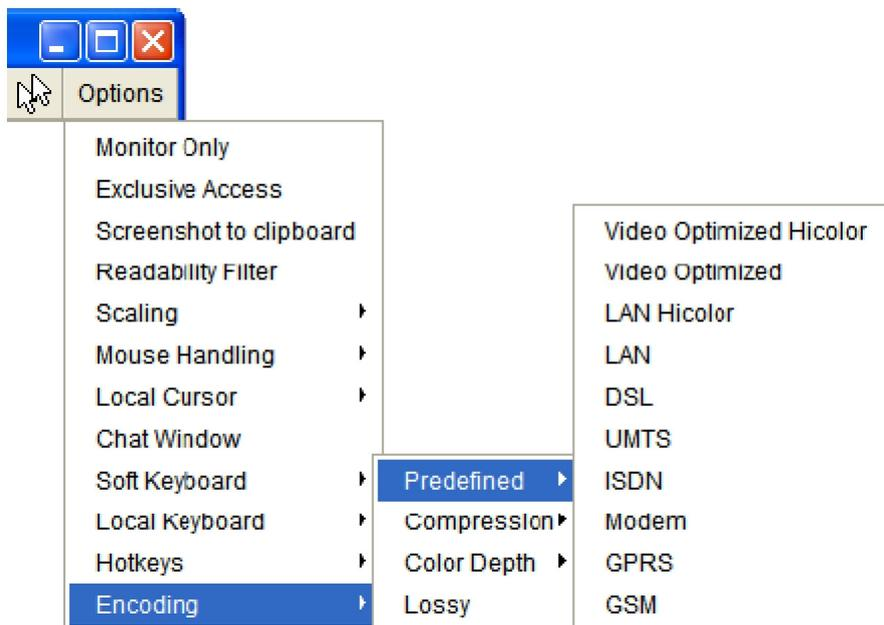 Options
Monitor Only
Exclusive Access
Screenshot to clipboard
Readability Filter
Scaling
Mouse Handling
Local Cursor
Chat Window
Soft Keyboard
Local Keyboard
Hotkeys
Encoding
Predefined
Compression
Color Depth
Lossy
Video Optimized Hicolor
Video Optimized
LAN Hicolor
LAN
DSL
UMTS
ISDN
Modem
GPRS
GSM